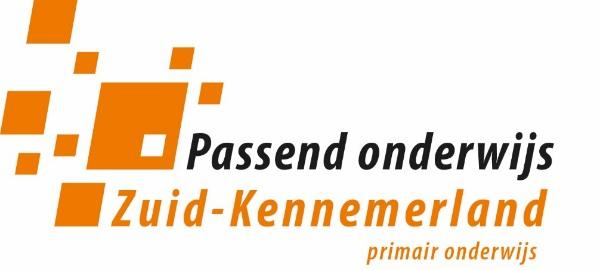 Passend onderwijs
Zuid-Kennemerland
primair onderwijs